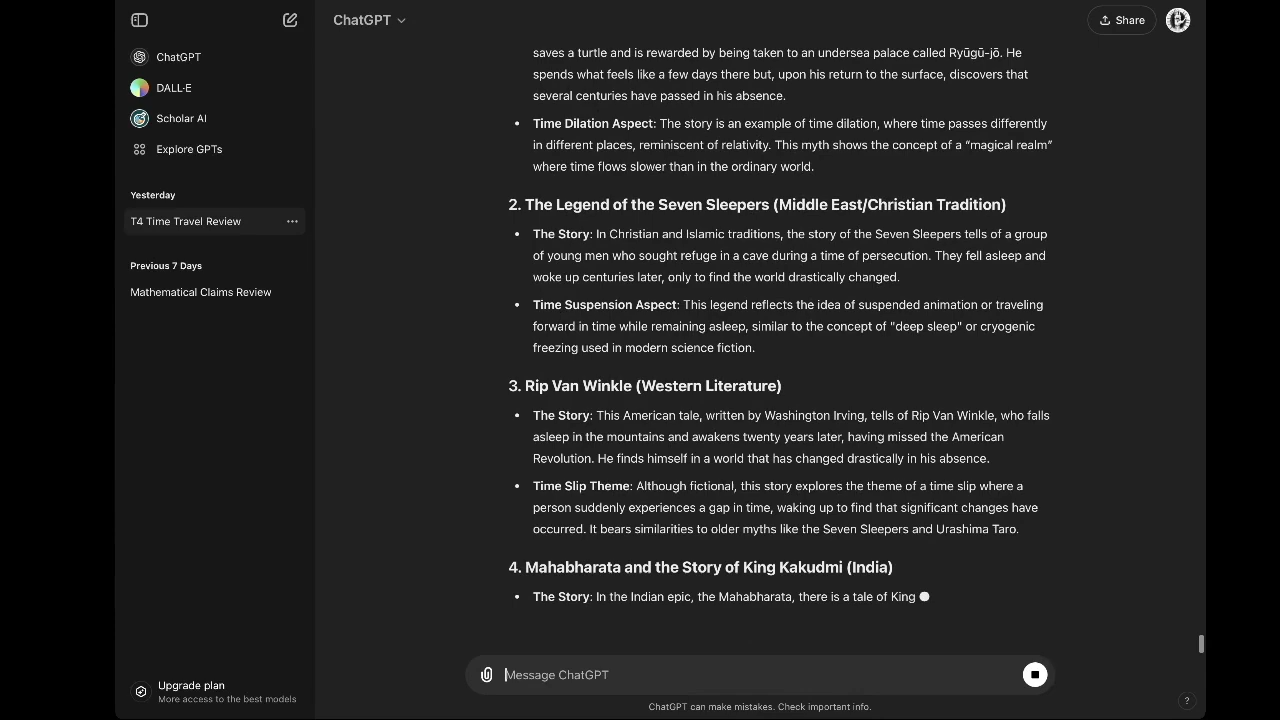 ChatGPT
Share
ChatGPT
DALL·E
Scholar AI
Explore GPTs
Yesterday
T4 Time Travel Review
Previous 7 Days
Mathematical Claims Review
Upgrade plan
More access to the best models
saves a turtle and is rewarded by being taken to an undersea palace called Ryūgū-jō. He
spends what feels like a few days there but, upon his return to the surface, discovers that
several centuries have passed in his absence.
• Time Dilation Aspect: The story is an example of time dilation, where time passes differently
in different places, reminiscent of relativity. This myth shows the concept of a “magical realm”
where time flows slower than in the ordinary world.
2. The Legend of the Seven Sleepers (Middle East/Christian Tradition)
• The Story: In Christian and Islamic traditions, the story of the Seven Sleepers tells of a group
of young men who sought refuge in a cave during a time of persecution. They fell asleep and
woke up centuries later, only to find the world drastically changed.
• Time Suspension Aspect: This legend reflects the idea of suspended animation or traveling
forward in time while remaining asleep, similar to the concept of "deep sleep" or cryogenic
freezing used in modern science fiction.
3. Rip Van Winkle (Western Literature)
• The Story: This American tale, written by Washington Irving, tells of Rip Van Winkle, who falls
asleep in the mountains and awakens twenty years later, having missed the American
Revolution. He finds himself in a world that has changed drastically in his absence.
• Time Slip Theme: Although fictional, this story explores the theme of a time slip where a
person suddenly experiences a gap in time, waking up to find that significant changes have
occurred. It bears similarities to older myths like the Seven Sleepers and Urashima Taro.
4. Mahabharata and the Story of King Kakudmi (India)
• The Story: In the Indian epic, the Mahabharata, there is a tale of King
Message ChatGPT
ChatGPT can make mistakes. Check important info.
?